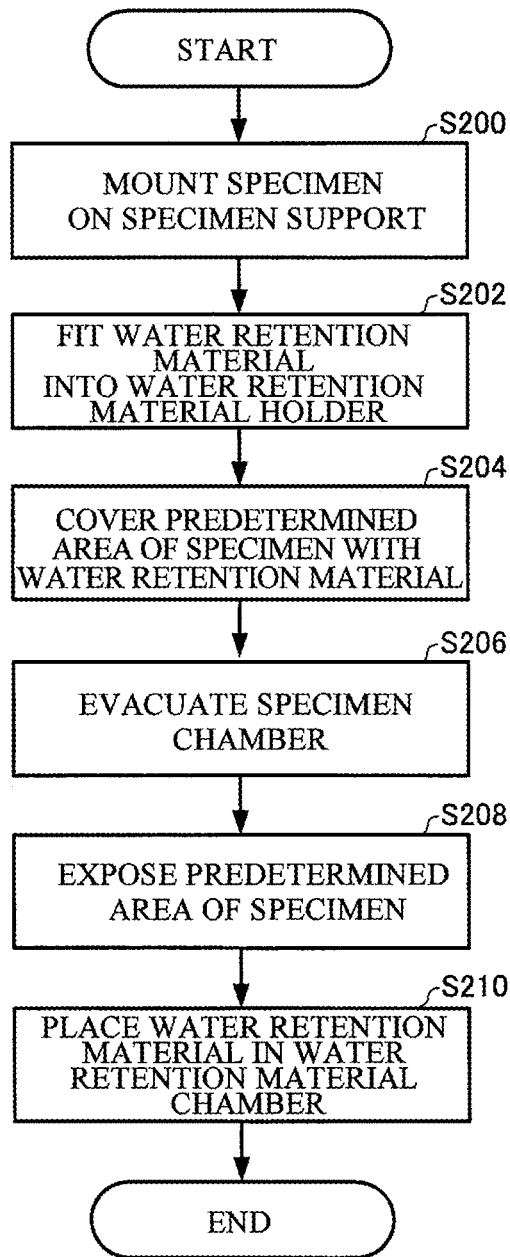 START
S200
MOUNT SPECIMEN
ON SPECIMEN SUPPORT
S202
FIT WATER RETENTION
MATERIAL
INTO WATER RETENTION
MATERIAL HOLDER
S204
COVER PREDETERMINED
AREA OF SPECIMEN WITH
WATER RETENTION MATERIAL
S206
EVACUATE SPECIMEN
CHAMBER
S208
EXPOSE PREDETERMINED
AREA OF SPECIMEN
S210
PLACE WATER RETENTION
MATERIAL IN WATER
RETENTION MATERIAL
CHAMBER
END